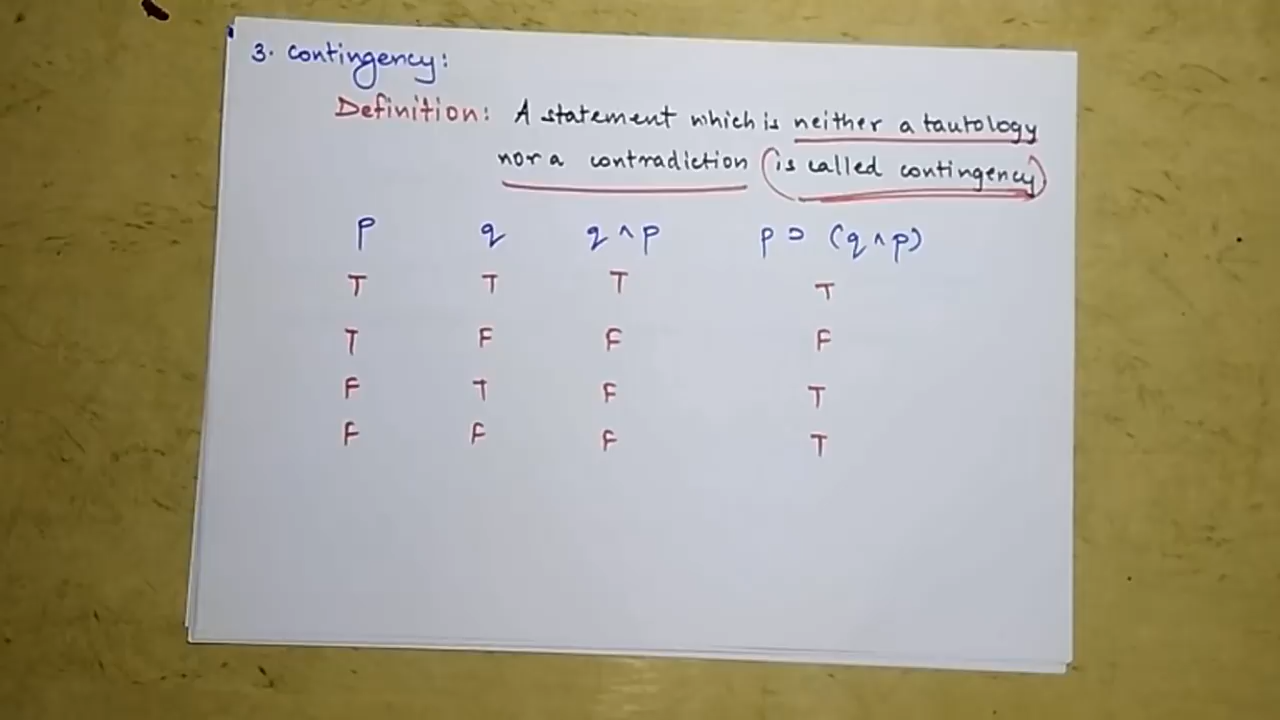 3. Contingency:
Definition: A statement which is neither a tautology
nor a contradiction (is called contingency)
p q q ∧ p p ⊃ (q ∧ p)
T T T T
T F F F
F T F T
F F F T